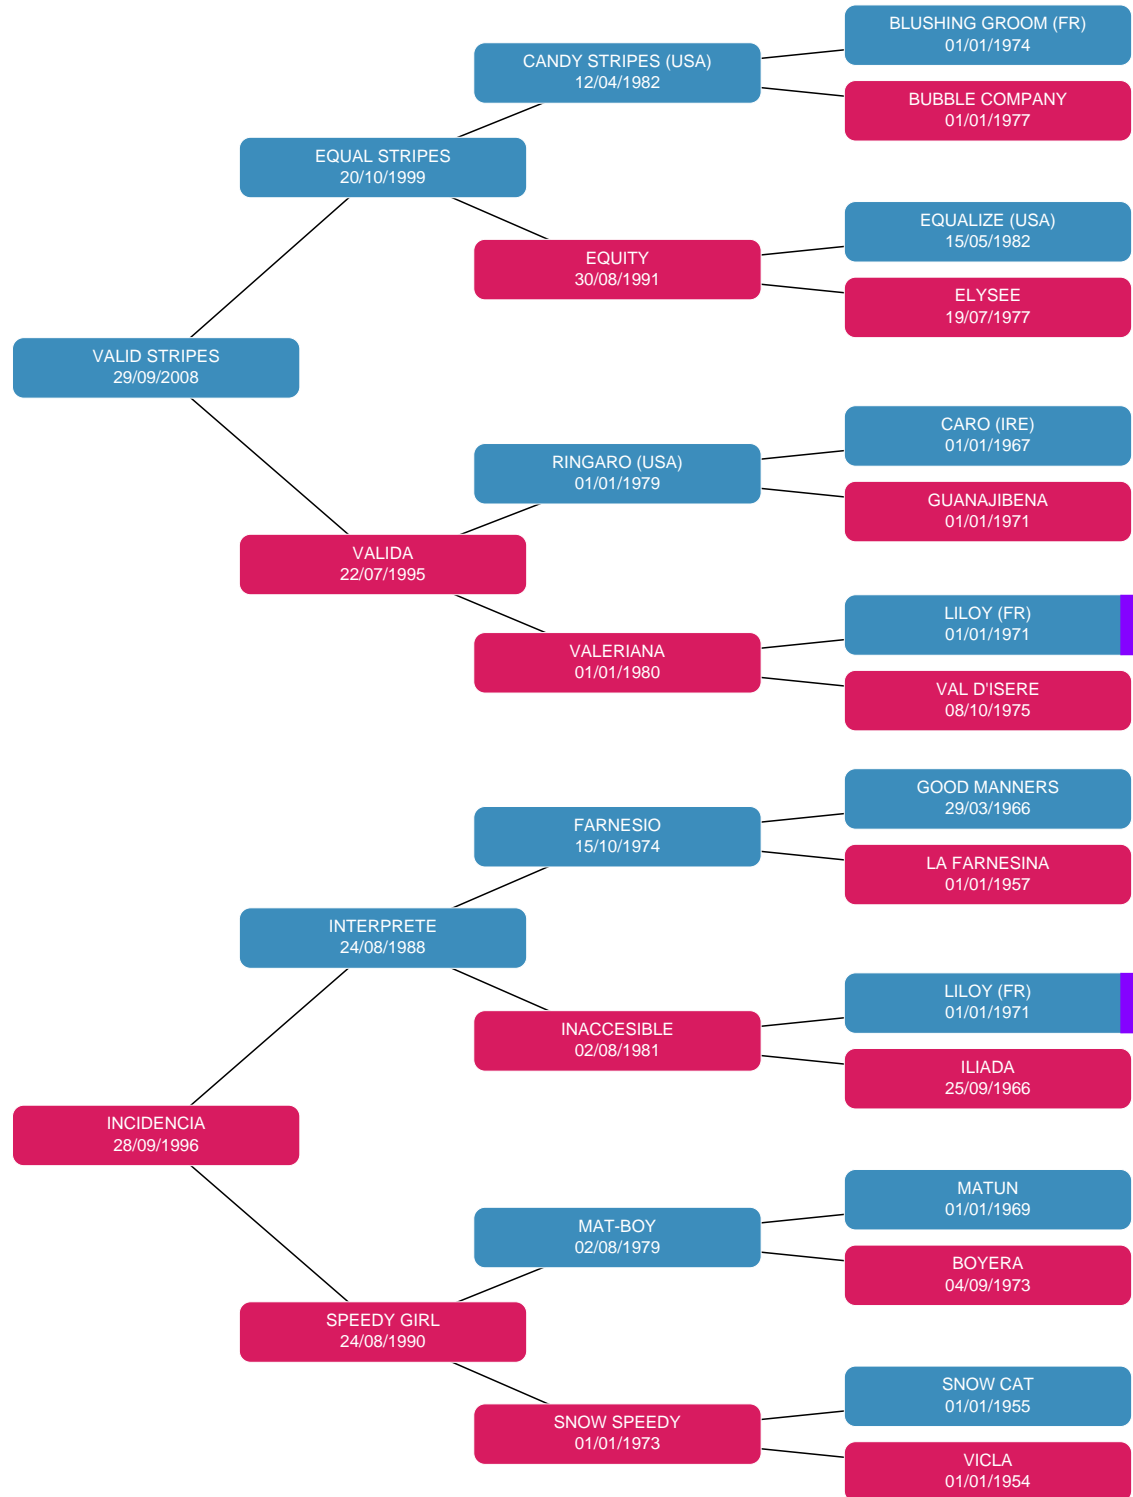 BLUSHING GROOM (FR)
01/01/1974
CANDY STRIPES (USA)
12/04/1982
BUBBLE COMPANY
01/01/1977
EQUAL STRIPES
20/10/1999
EQUALIZE (USA)
15/05/1982
EQUITY
30/08/1991
ELYSEE
19/07/1977
VALID STRIPES
29/09/2008
CARO (IRE)
01/01/1967
RINGARO (USA)
01/01/1979
GUANAJIBENA
01/01/1971
VALIDA
22/07/1995
LILOY (FR)
01/01/1971
VALERIANA
01/01/1980
VAL D'ISERE
08/10/1975
GOOD MANNERS
29/03/1966
FARNESIO
15/10/1974
LA FARNESINA
01/01/1957
INTERPRETE
24/08/1988
LILOY (FR)
01/01/1971
INACCESIBLE
02/08/1981
ILIADA
25/09/1966
INCIDENCIA
28/09/1996
MATUN
01/01/1969
MAT-BOY
02/08/1979
BOYERA
04/09/1973
SPEEDY GIRL
24/08/1990
SNOW CAT
01/01/1955
SNOW SPEEDY
01/01/1973
VICLA
01/01/1954